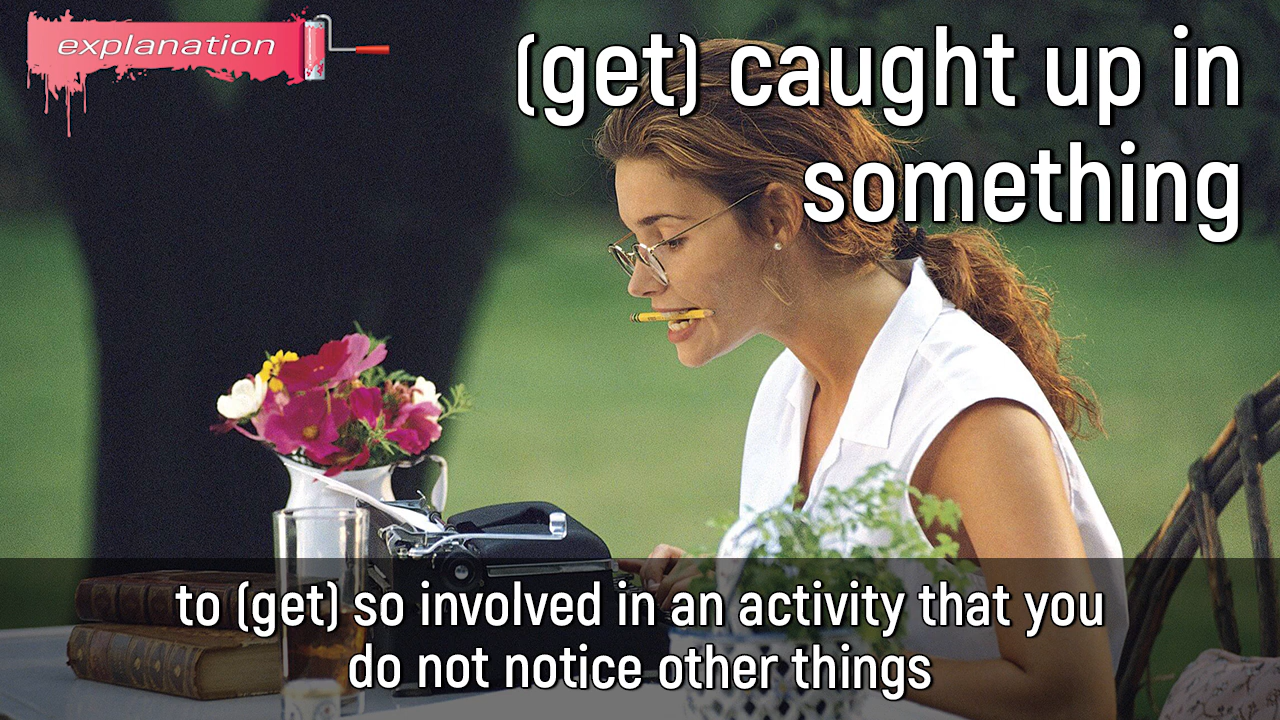 explanation
(get) caught up in
something
to (get) so involved in an activity that you
do not notice other things